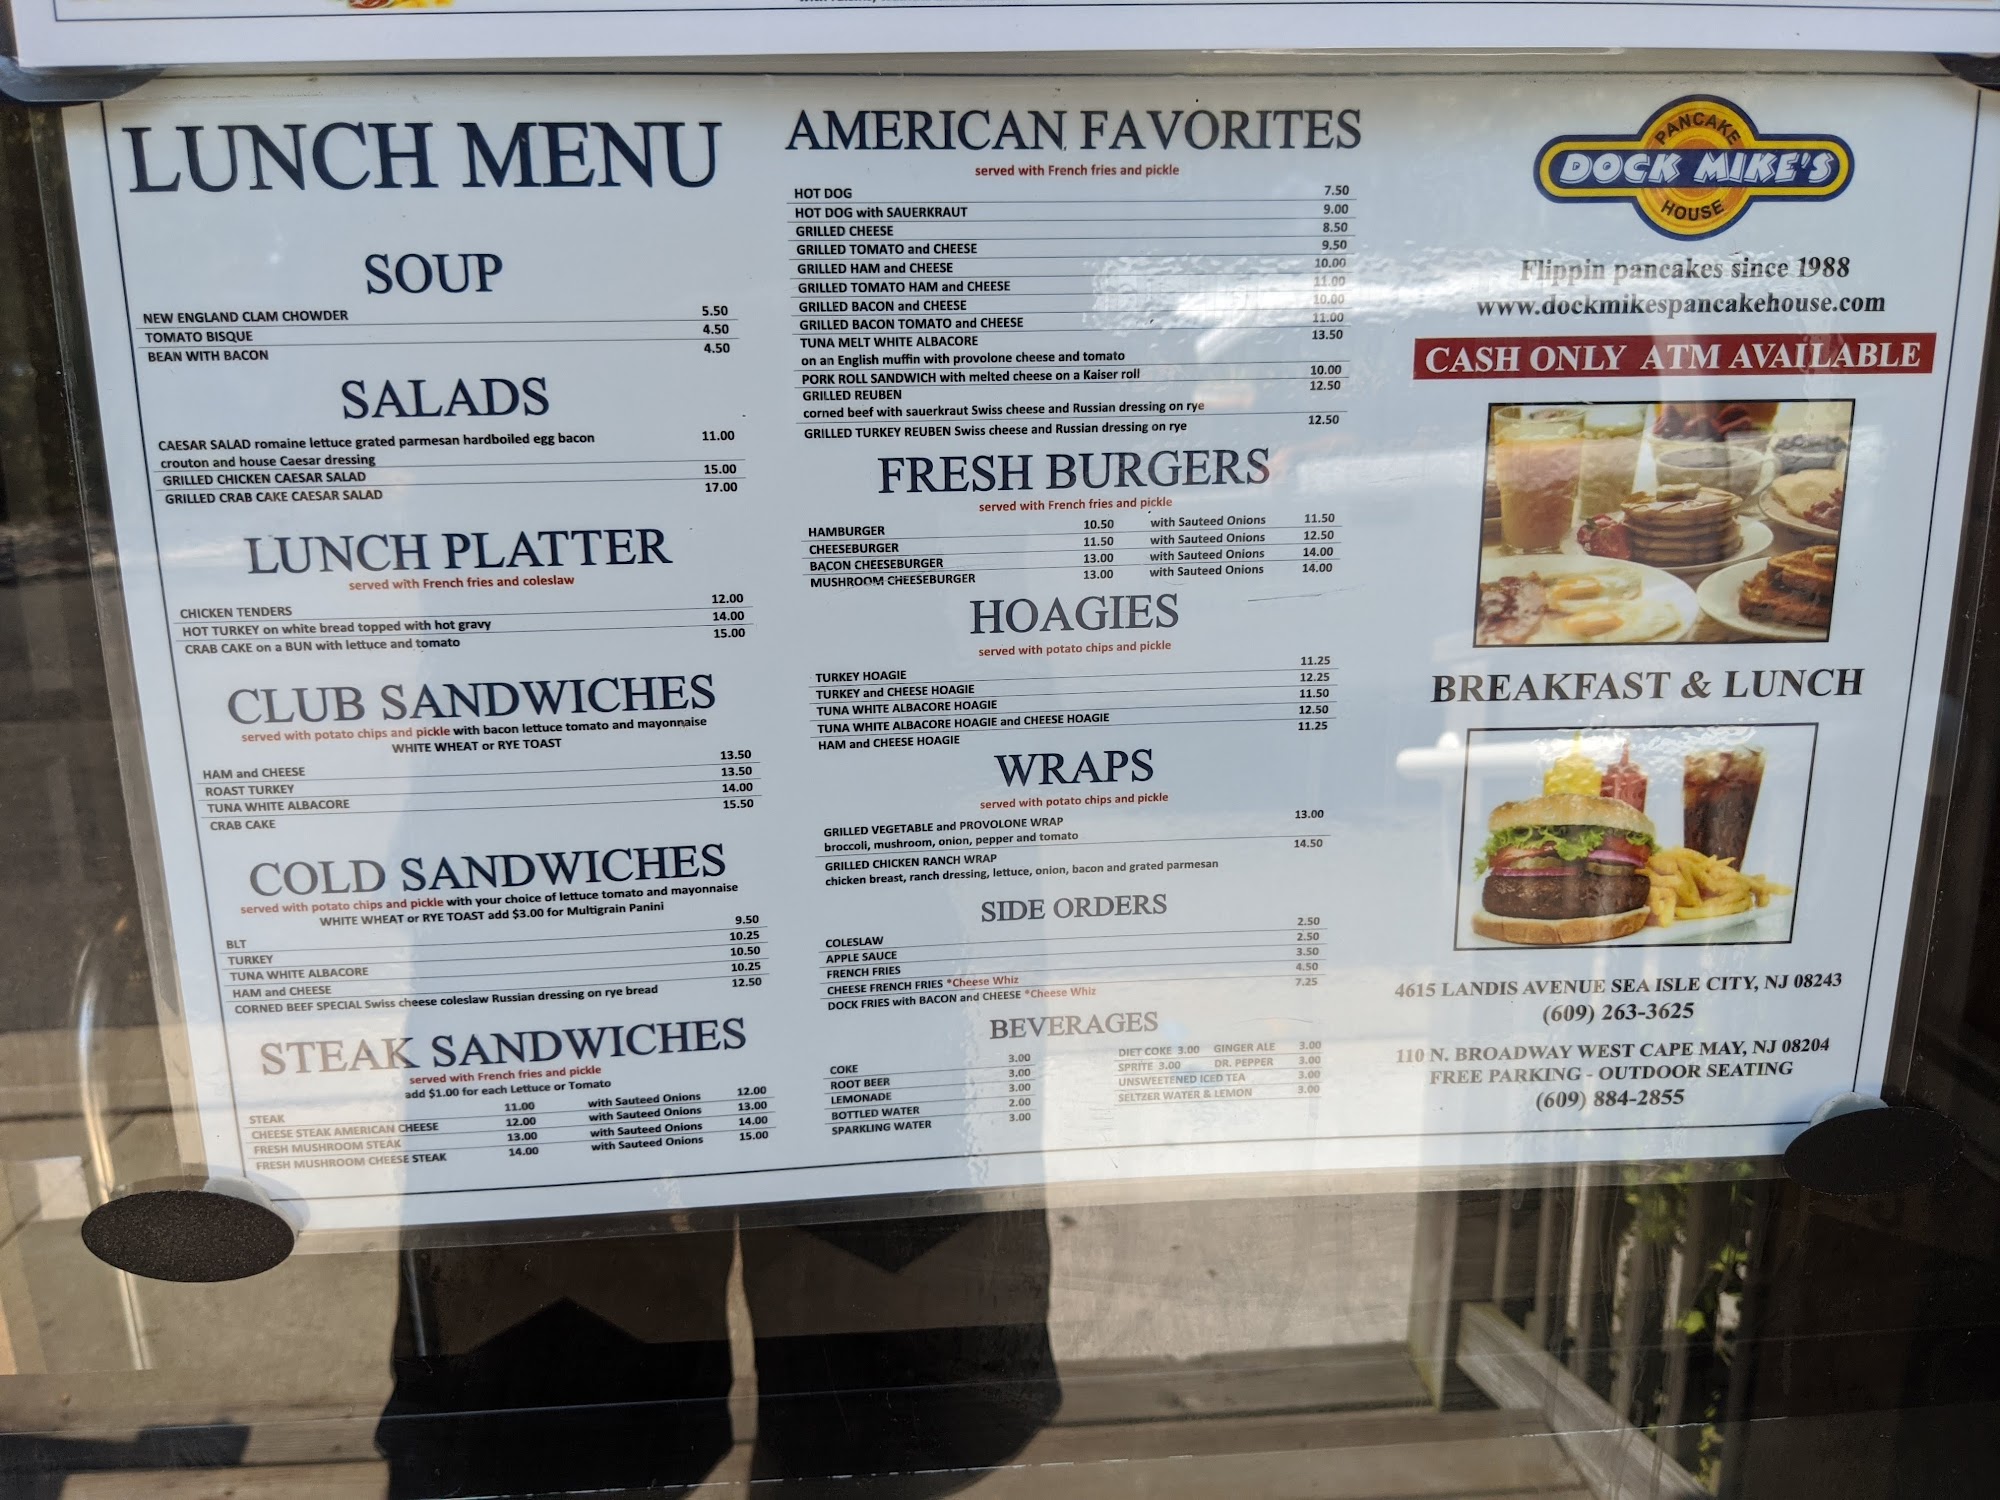 LUNCH MENU
SOUP
NEW ENGLAND CLAM CHOWDER 5.50
TOMATO BISQUE 4.50
BEAN WITH BACON 4.50
SALADS
CAESAR SALAD romaine lettuce grated parmesan hardboiled egg bacon 11.00
crouton and house Caesar dressing
GRILLED CHICKEN CAESAR SALAD 15.00
GRILLED CRAB CAKE CAESAR SALAD 17.00
LUNCH PLATTER
served with French fries and coleslaw
CHICKEN TENDERS 12.00
HOT TURKEY on white bread topped with hot gravy 14.00
CRAB CAKE on a BUN with lettuce and tomato 15.00
CLUB SANDWICHES
served with potato chips and pickle with bacon lettuce tomato and mayonnaise
WHITE WHEAT or RYE TOAST
HAM and CHEESE 13.50
ROAST TURKEY 13.50
TUNA WHITE ALBACORE 14.00
CRAB CAKE 15.50
COLD SANDWICHES
served with potato chips and pickle with your choice of lettuce tomato and mayonnaise
WHITE WHEAT or RYE TOAST add $3.00 for Multigrain Panini
BLT 9.50
TURKEY 10.25
TUNA WHITE ALBACORE 10.50
HAM and CHEESE 10.25
CORNED BEEF SPECIAL Swiss cheese coleslaw Russian dressing on rye bread 12.50
STEAK SANDWICHES
served with French fries and pickle
add $1.00 for each Lettuce or Tomato
STEAK 11.00 with Sauteed Onions 12.00
CHEESE STEAK AMERICAN CHEESE 12.00 with Sauteed Onions 13.00
FRESH MUSHROOM STEAK 13.00 with Sauteed Onions 14.00
FRESH MUSHROOM CHEESE STEAK 14.00 with Sauteed Onions 15.00
AMERICAN FAVORITES
served with French fries and pickle
HOT DOG 7.50
HOT DOG with SAUERKRAUT 9.00
GRILLED CHEESE 8.50
GRILLED TOMATO and CHEESE 9.50
GRILLED HAM and CHEESE 10.00
GRILLED TOMATO HAM and CHEESE 11.00
GRILLED BACON and CHEESE 10.00
GRILLED BACON TOMATO and CHEESE 11.00
TUNA MELT WHITE ALBACORE 13.50
on an English muffin with provolone cheese and tomato
PORK ROLL SANDWICH with melted cheese on a Kaiser roll 10.00
GRILLED REUBEN 12.50
corned beef with sauerkraut Swiss cheese and Russian dressing on rye
GRILLED TURKEY REUBEN Swiss cheese and Russian dressing on rye 12.50
FRESH BURGERS
served with French fries and pickle
HAMBURGER 10.50 with Sauteed Onions 11.50
CHEESEBURGER 11.50 with Sauteed Onions 12.50
BACON CHEESEBURGER 13.00 with Sauteed Onions 14.00
MUSHROOM CHEESEBURGER 13.00 with Sauteed Onions 14.00
HOAGIES
served with potato chips and pickle
TURKEY HOAGIE 11.25
TURKEY and CHEESE HOAGIE 12.25
TUNA WHITE ALBACORE HOAGIE 11.50
TUNA WHITE ALBACORE HOAGIE and CHEESE HOAGIE 12.50
HAM and CHEESE HOAGIE 11.25
WRAPS
served with potato chips and pickle
GRILLED VEGETABLE and PROVOLONE WRAP 13.00
broccoli, mushroom, onion, pepper and tomato
GRILLED CHICKEN RANCH WRAP 14.50
chicken breast, ranch dressing, lettuce, onion, bacon and grated parmesan
SIDE ORDERS
COLESLAW 2.50
APPLE SAUCE 2.50
FRENCH FRIES 3.50
CHEESE FRENCH FRIES *Cheese Whiz 4.50
DOCK FRIES with BACON and CHEESE *Cheese Whiz 7.25
BEVERAGES
COKE 3.00 DIET COKE 3.00 GINGER ALE 3.00
ROOT BEER 3.00 SPRITE 3.00 DR. PEPPER 3.00
LEMONADE 3.00 UNSWEETENED ICED TEA 3.00
BOTTLED WATER 2.00 SELTZER WATER & LEMON 3.00
SPARKLING WATER 3.00
PANCAKE
DOCK MIKE'S
HOUSE
Flippin pancakes since 1988
www.dockmikespancakehouse.com
CASH ONLY ATM AVAILABLE
BREAKFAST & LUNCH
4615 LANDIS AVENUE SEA ISLE CITY, NJ 08243
(609) 263-3625
110 N. BROADWAY WEST CAPE MAY, NJ 08204
FREE PARKING - OUTDOOR SEATING
(609) 884-2855